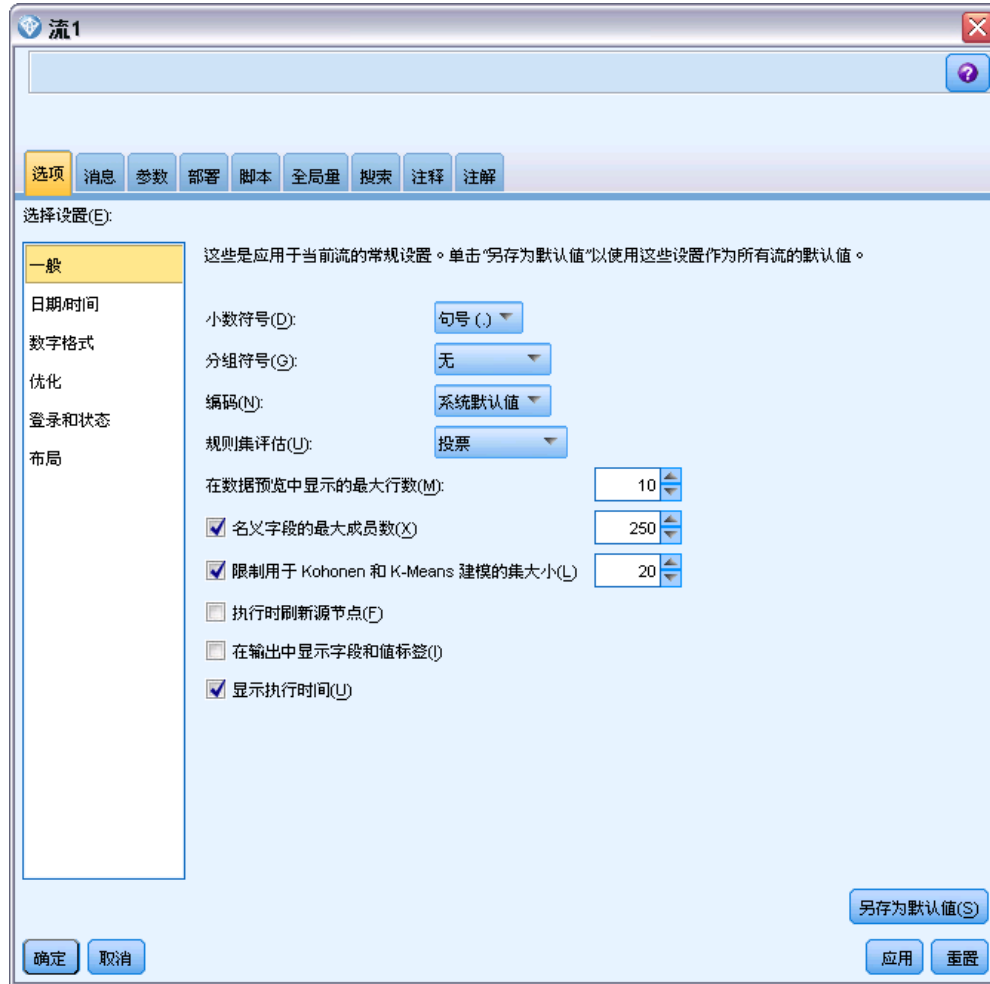 流1
选项 消息 参数 部署 脚本 全局量 搜索 注释 注解
选择设置(E):
一般
日期/时间
数字格式
优化
登录和状态
布局
这些是应用于当前流的常规设置。单击“另存为默认值”以使用这些设置作为所有流的默认值。
小数符号(D): 句号 (.)
分组符号(G): 无
编码(N): 系统默认值
规则集评估(U): 投票
在数据预览中显示的最大行数(M): 10
名义字段的最大成员数(X) 250
限制用于 Kohonen 和 K-Means 建模的集大小(L) 20
执行时刷新源节点(F)
在输出中显示字段和值标签(I)
显示执行时间(U)
另存为默认值(S)
确定 取消 应用 重置